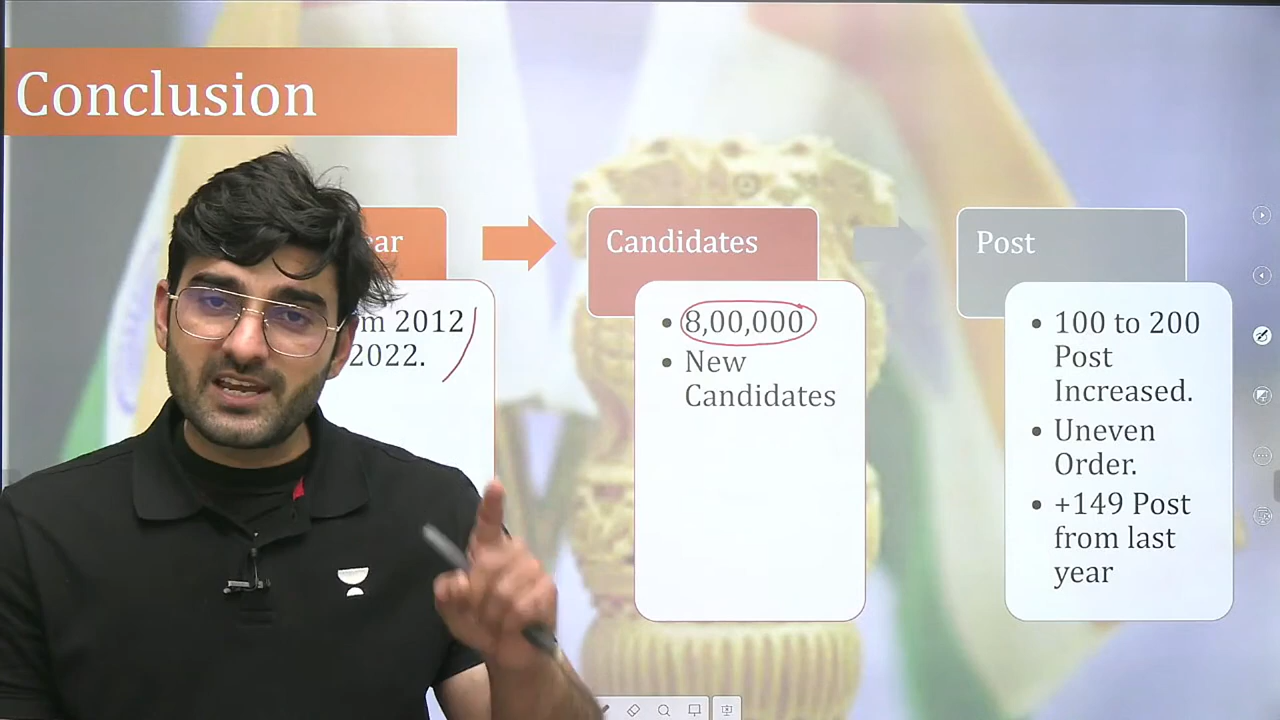 Conclusion
Candidates
Post
2012
2022.
• 8,00,000
• New
Candidates
• 100 to 200
Post
Increased.
• Uneven
Order.
• +149 Post
from last
year